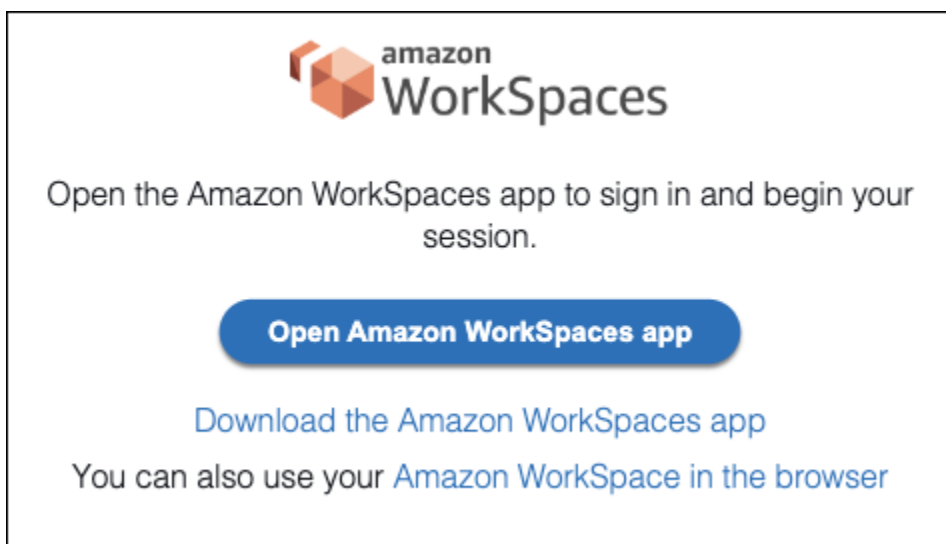 amazon
WorkSpaces
Open the Amazon WorkSpaces app to sign in and begin your
session.
Open Amazon WorkSpaces app
Download the Amazon WorkSpaces app
You can also use your Amazon WorkSpace in the browser